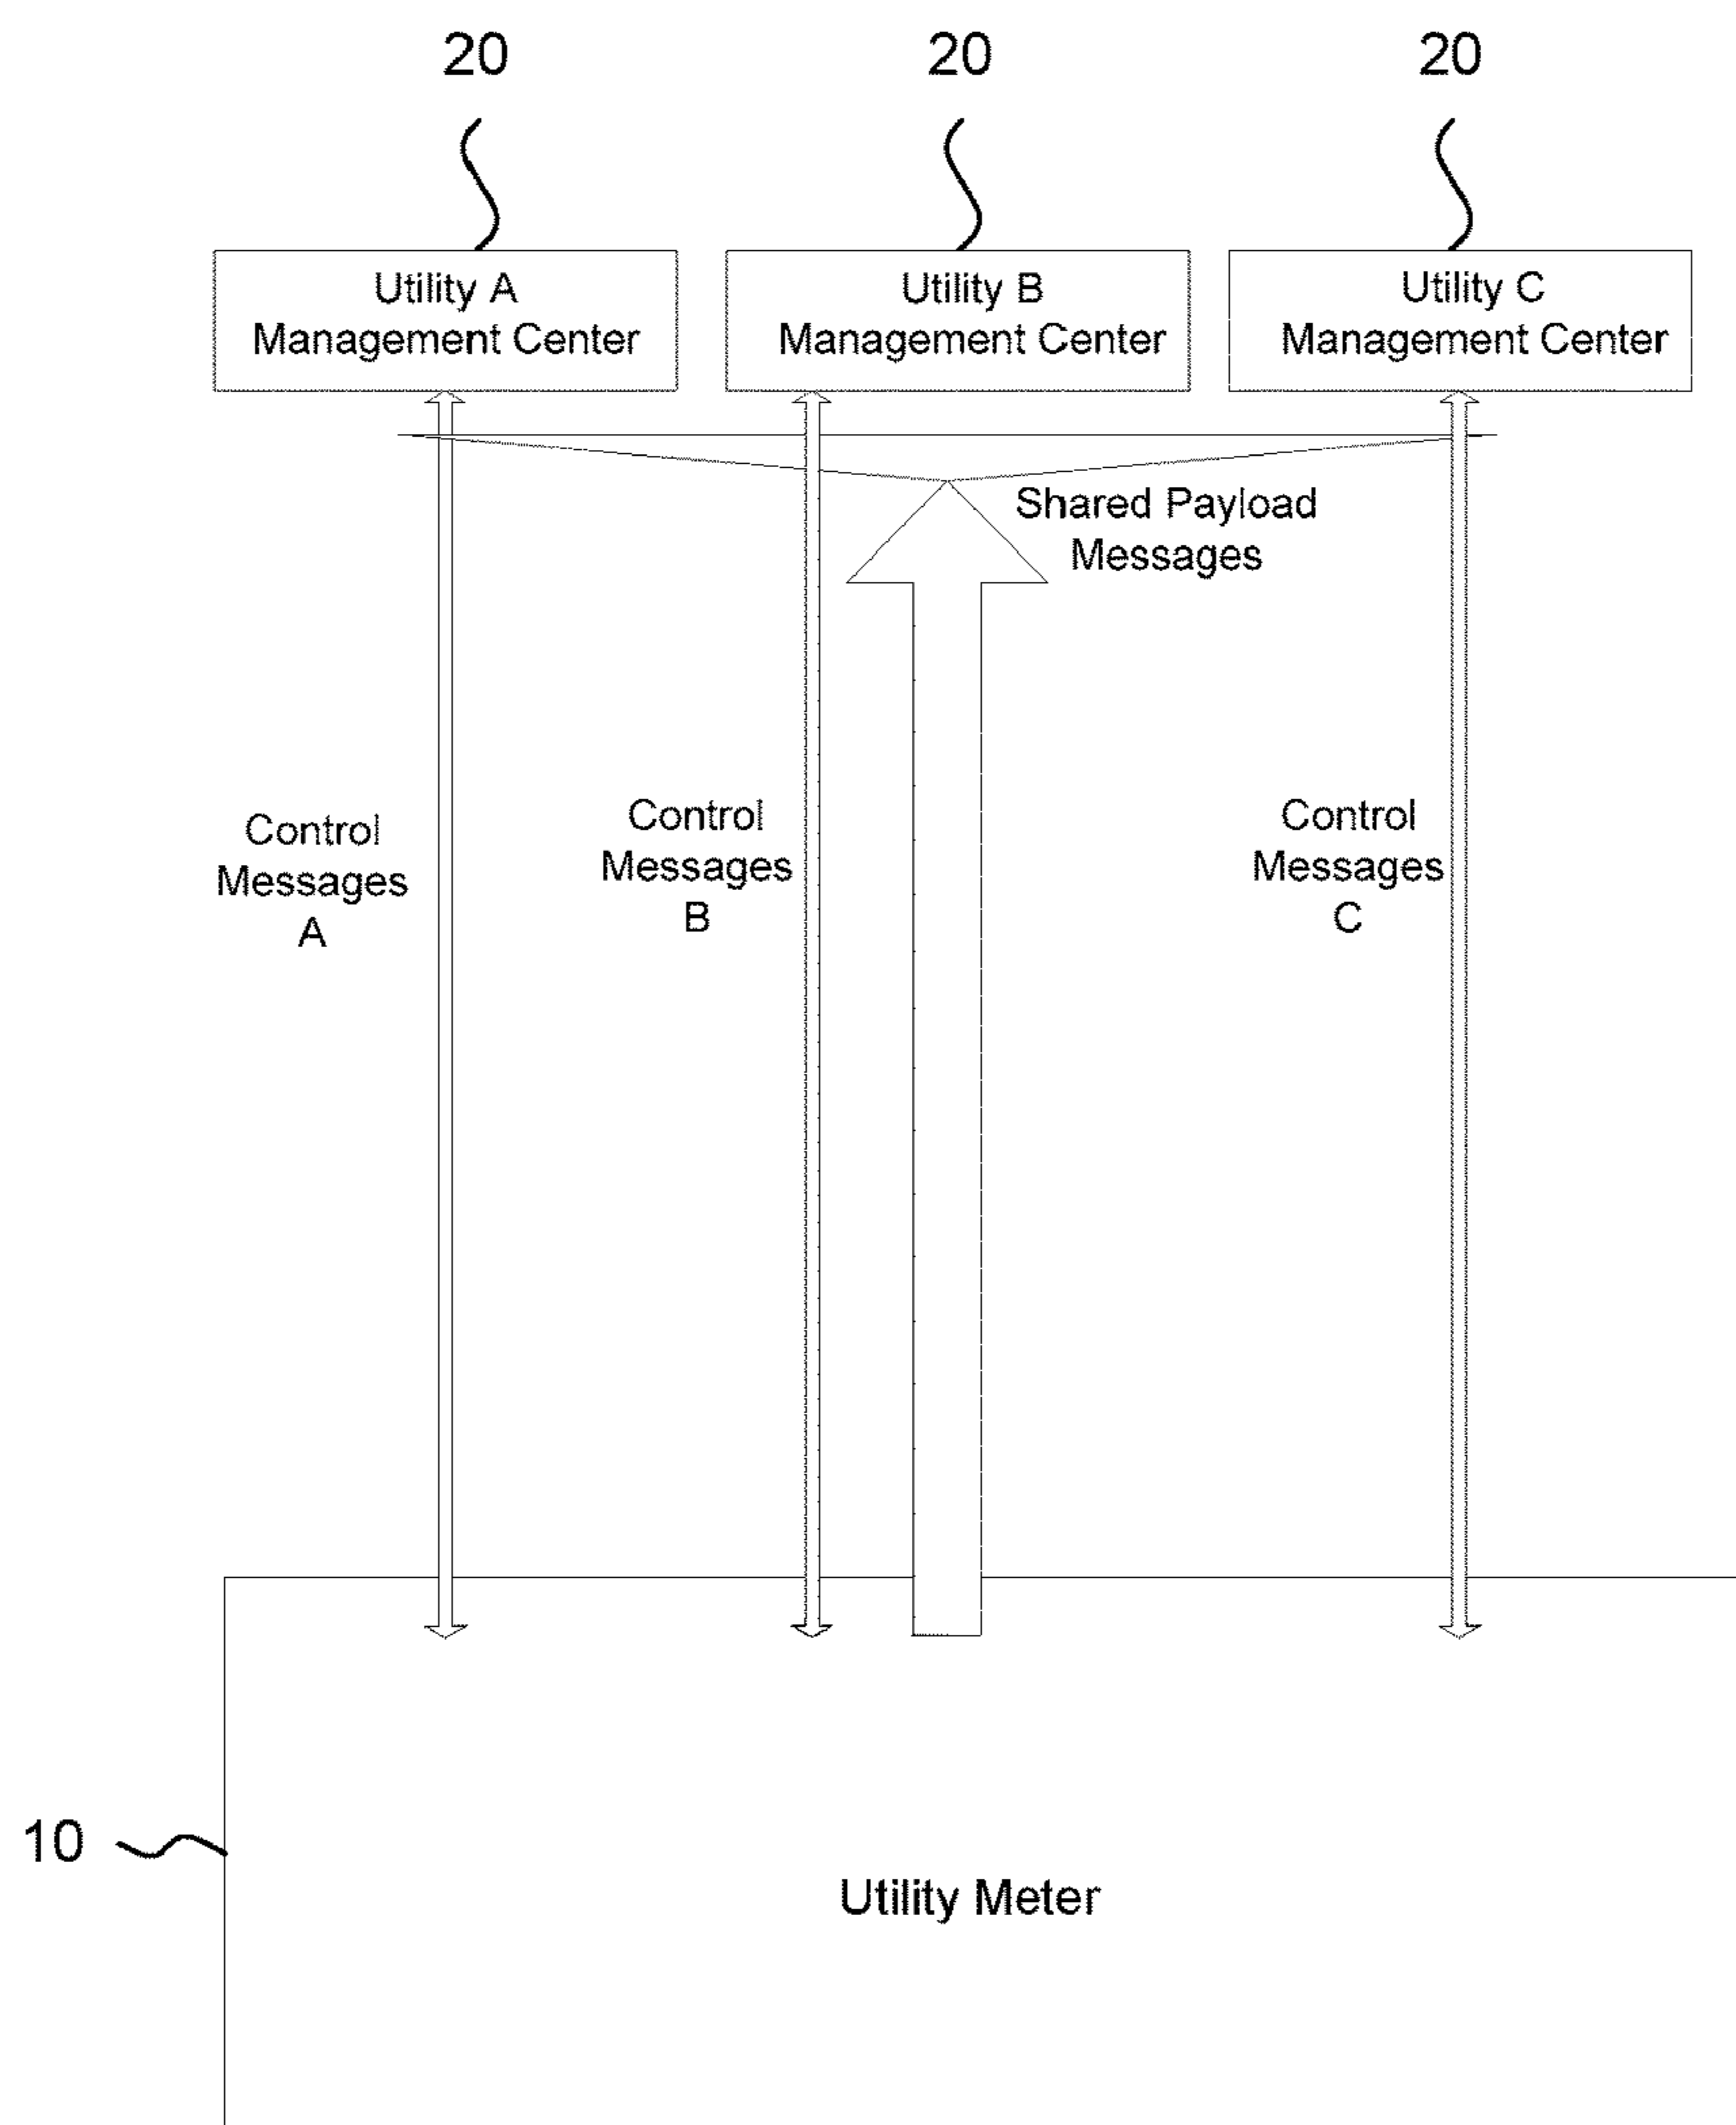 20
20
20
Utility A
Management Center
Utility B
Management Center
Utility C
Management Center
Shared Payload
Messages
Control
Messages
A
Control
Messages
B
Control
Messages
C
10
Utility Meter